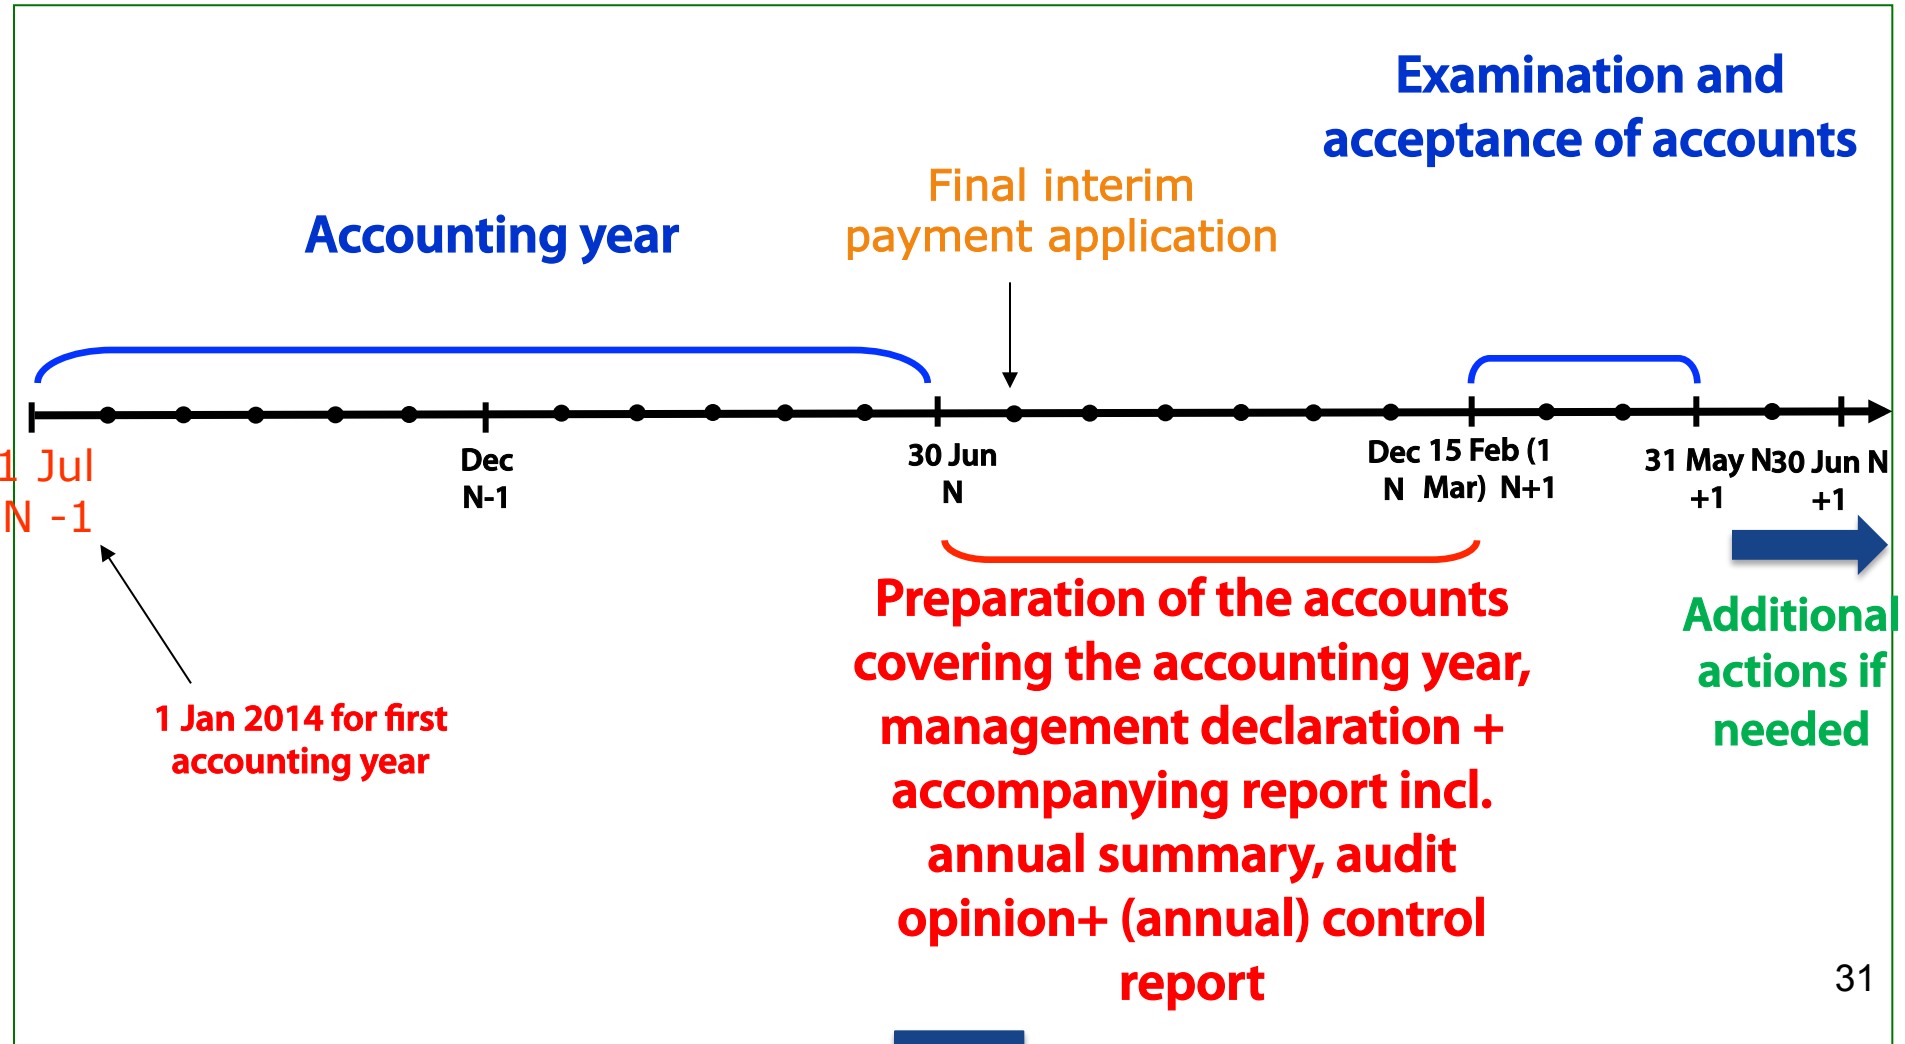 Examination and
acceptance of accounts
Final interim
payment application
Accounting year
1 Jul
N -1
Dec
N-1
30 Jun
N
Dec
N
15 Feb (1
Mar) N+1
31 May N
+1
30 Jun N
+1
1 Jan 2014 for first
accounting year
Preparation of the accounts
covering the accounting year,
management declaration +
accompanying report incl.
annual summary, audit
opinion+ (annual) control
report
Additional
actions if
needed
31